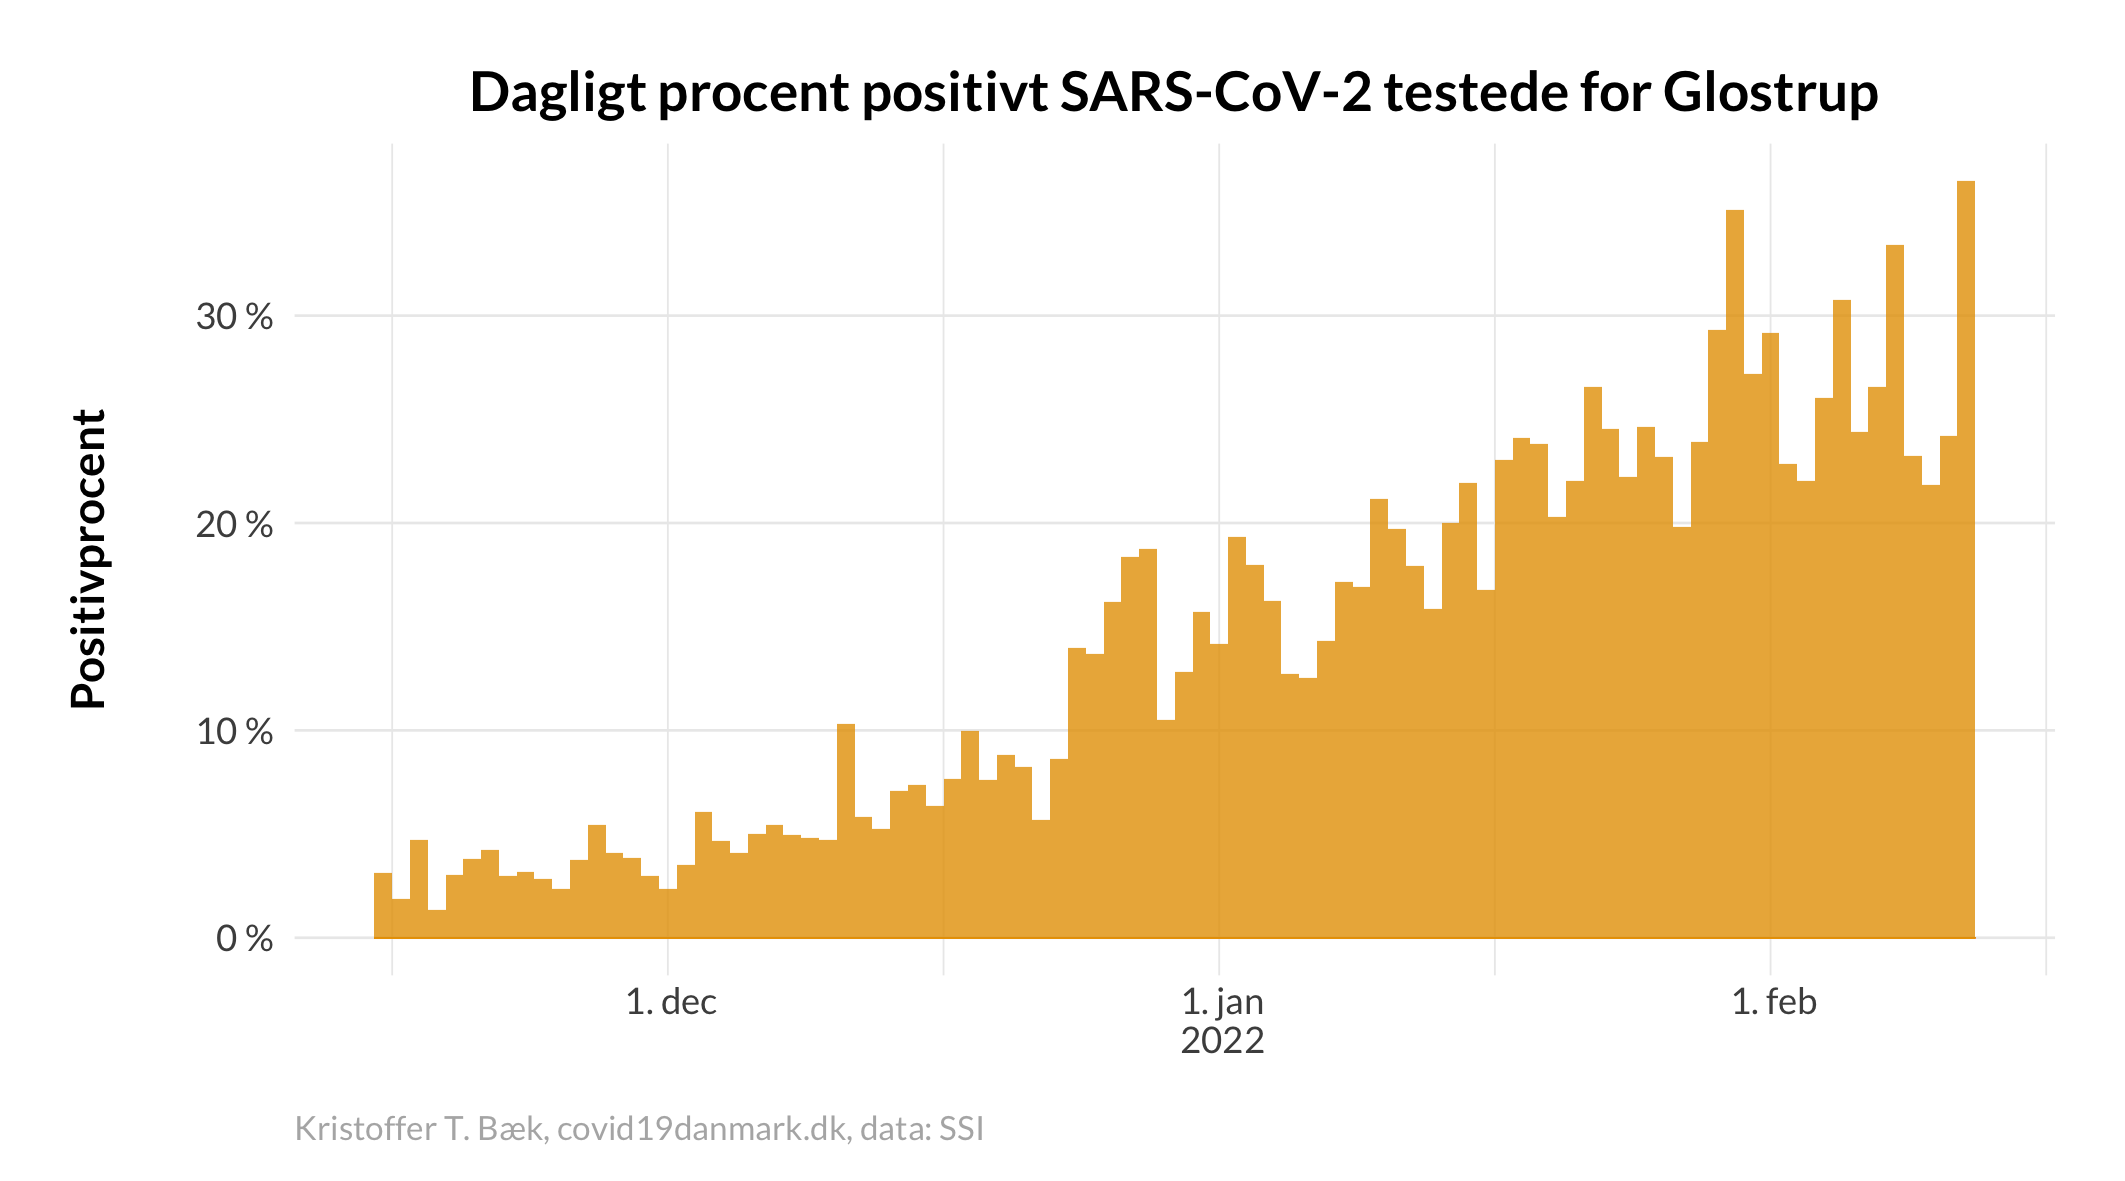 Dagligt procent positivt SARS-CoV-2 testede for Glostrup
Positivprocent
30 %
20 %
10 %
0 %
1. dec
1. jan
2022
1. feb
Kristoffer T. Bæk, covid19danmark.dk, data: SSI